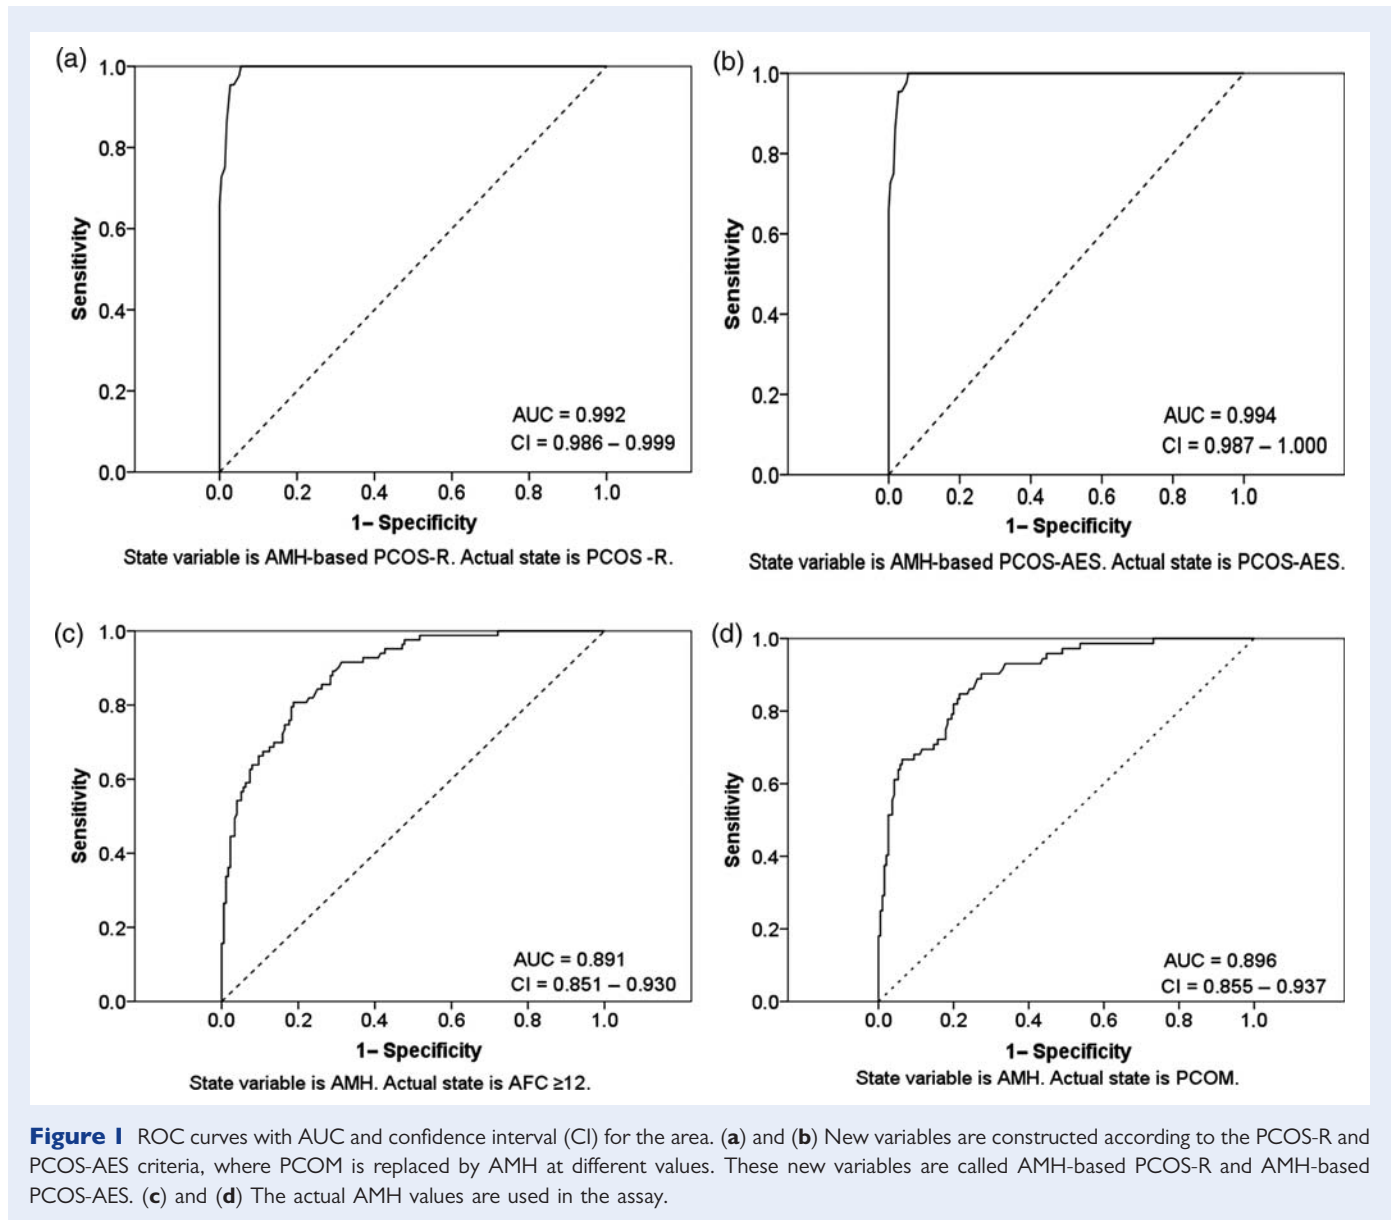 (a)
1.0
0.8
0.6
0.4
0.2
0.0
Sensitivity
AUC = 0.992
CI = 0.986 – 0.999
0.0 0.2 0.4 0.6 0.8 1.0
1– Specificity
State variable is AMH-based PCOS-R. Actual state is PCOS -R.
(b)
1.0
0.8
0.6
0.4
0.2
0.0
Sensitivity
AUC = 0.994
CI = 0.987 – 1.000
0.0 0.2 0.4 0.6 0.8 1.0
1– Specificity
State variable is AMH-based PCOS-AES. Actual state is PCOS-AES.
(c)
1.0
0.8
0.6
0.4
0.2
0.0
Sensitivity
AUC = 0.891
CI = 0.851 – 0.930
0.0 0.2 0.4 0.6 0.8 1.0
1– Specificity
State variable is AMH. Actual state is AFC ≥12.
(d)
1.0
0.8
0.6
0.4
0.2
0.0
Sensitivity
AUC = 0.896
CI = 0.855 – 0.937
0.0 0.2 0.4 0.6 0.8 1.0
1– Specificity
State variable is AMH. Actual state is PCOM.
Figure 1 ROC curves with AUC and confidence interval (CI) for the area. (a) and (b) New variables are constructed according to the PCOS-R and
PCOS-AES criteria, where PCOM is replaced by AMH at different values. These new variables are called AMH-based PCOS-R and AMH-based
PCOS-AES. (c) and (d) The actual AMH values are used in the assay.